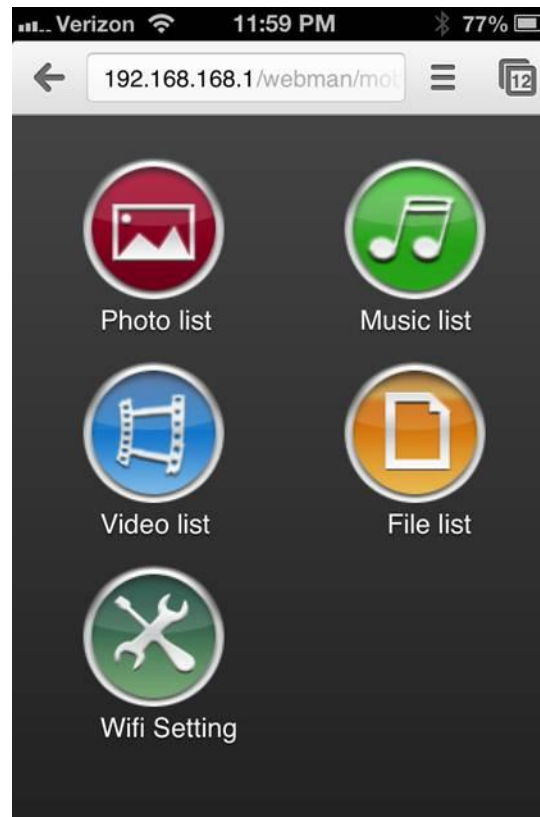 Verizon 11:59 PM 77%
192.168.168.1/webman/mob 12
Photo list Music list
Video list File list
Wifi Setting